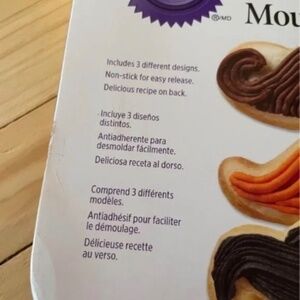 ®/MD
Mou
Includes 3 different designs.
Non-stick for easy release.
Delicious recipe on back.
Incluye 3 diseños
distintos.
Antiadherente para
desmoldar fácilmente.
Deliciosa receta al dorso.
Comprend 3 différents
modèles.
Antiadhésif pour faciliter
le démoulage.
Délicieuse recette
au verso.